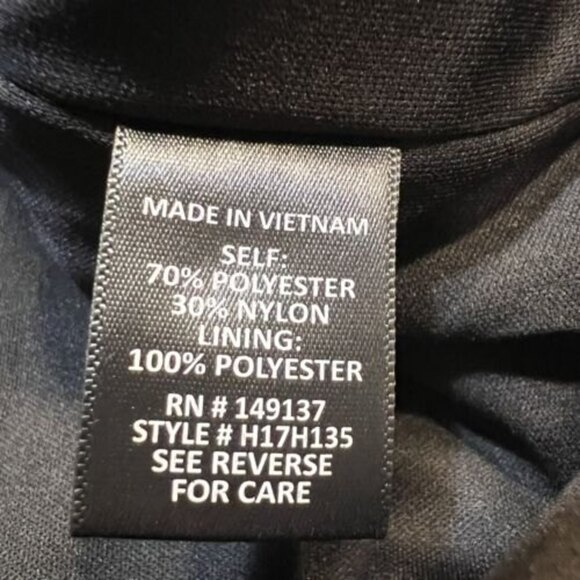 MADE IN VIETNAM
SELF:
70% POLYESTER
30% NYLON
LINING:
100% POLYESTER
RN # 149137
STYLE # H17H135
SEE REVERSE
FOR CARE